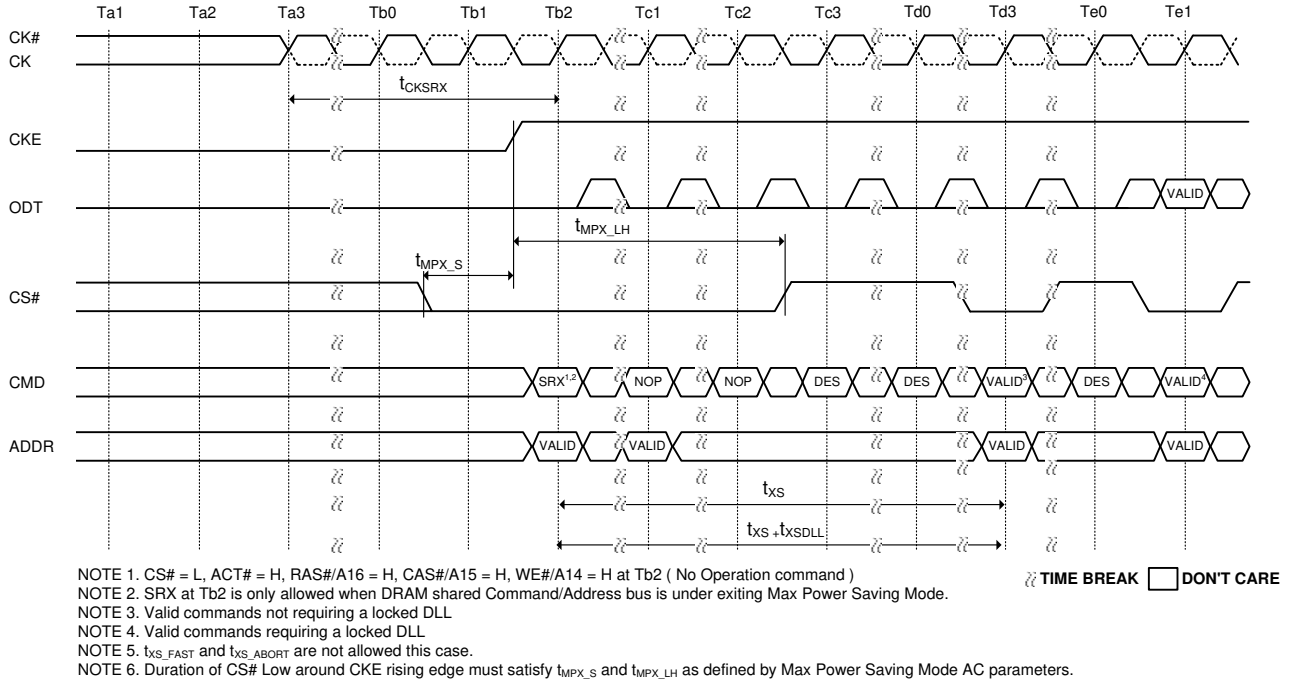 Ta1 Ta2 Ta3 Tb0 Tb1 Tb2 Tc1 Tc2 Tc3 Td0 Td3 Te0 Te1
CK#
CK
tCKSRX
CKE
ODT VALID
tMPX_LH
tMPX_S
CS#
CMD SRX1,2 NOP NOP DES DES VALID3 DES VALID4
ADDR VALID VALID VALID VALID
tXS
tXS +tXSDLL
NOTE 1. CS# = L, ACT# = H, RAS#/A16 = H, CAS#/A15 = H, WE#/A14 = H at Tb2 ( No Operation command )
TIME BREAK DON'T CARE
NOTE 2. SRX at Tb2 is only allowed when DRAM shared Command/Address bus is under exiting Max Power Saving Mode.
NOTE 3. Valid commands not requiring a locked DLL
NOTE 4. Valid commands requiring a locked DLL
NOTE 5. tXS_FAST and tXS_ABORT are not allowed this case.
NOTE 6. Duration of CS# Low around CKE rising edge must satisfy tMPX_S and tMPX_LH as defined by Max Power Saving Mode AC parameters.